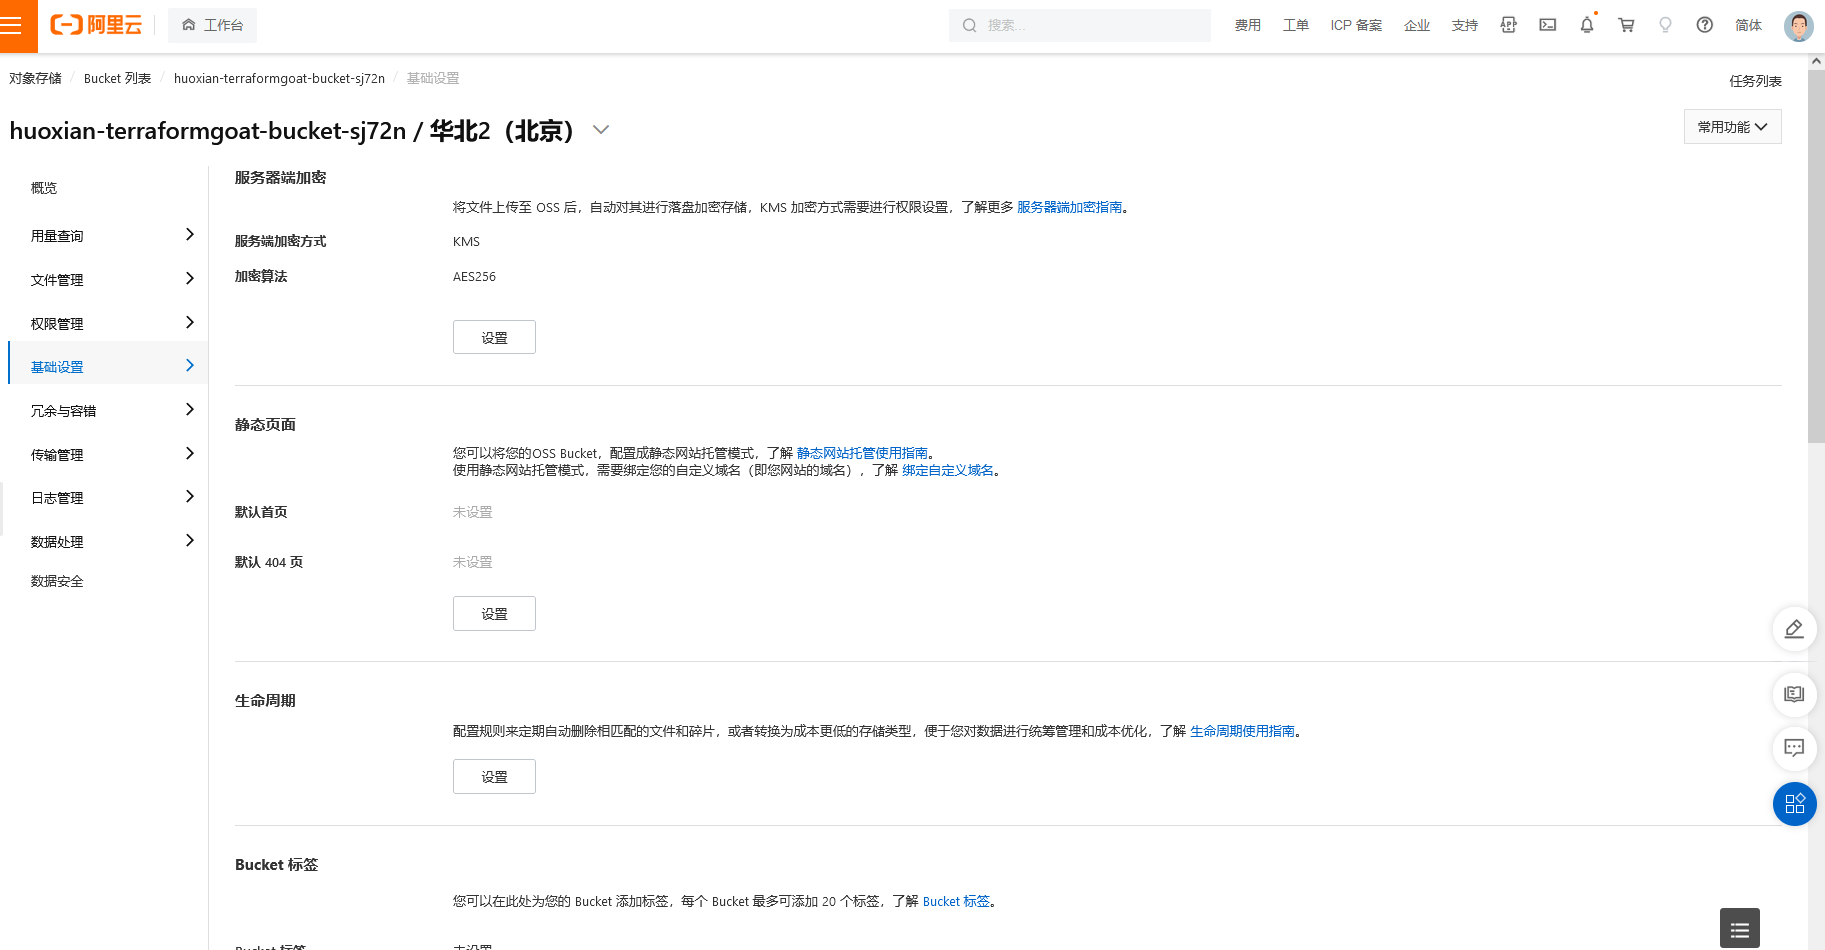 阿里云
工作台
搜索...
费用
工单
ICP 备案
企业
支持
简体
对象存储 / Bucket 列表 / huoxian-terraformgoat-bucket-sj72n / 基础设置
任务列表
huoxian-terraformgoat-bucket-sj72n / 华北2（北京）
常用功能
概览
用量查询
文件管理
权限管理
基础设置
冗余与容错
传输管理
日志管理
数据处理
数据安全
服务器端加密
将文件上传至 OSS 后，自动对其进行落盘加密存储，KMS 加密方式需要进行权限设置，了解更多 服务器端加密指南。
服务端加密方式 KMS
加密算法 AES256
设置
静态页面
您可以将您的OSS Bucket，配置成静态网站托管模式，了解 静态网站托管使用指南。
使用静态网站托管模式，需要绑定您的自定义域名（即您网站的域名），了解 绑定自定义域名。
默认首页 未设置
默认 404 页 未设置
设置
生命周期
配置规则来定期自动删除相匹配的文件和碎片，或者转换为成本更低的存储类型，便于您对数据进行统筹管理和成本优化，了解 生命周期使用指南。
设置
Bucket 标签
您可以在此处为您的 Bucket 添加标签，每个 Bucket 最多可添加 20 个标签，了解 Bucket 标签。
Bucket 标签 未设置